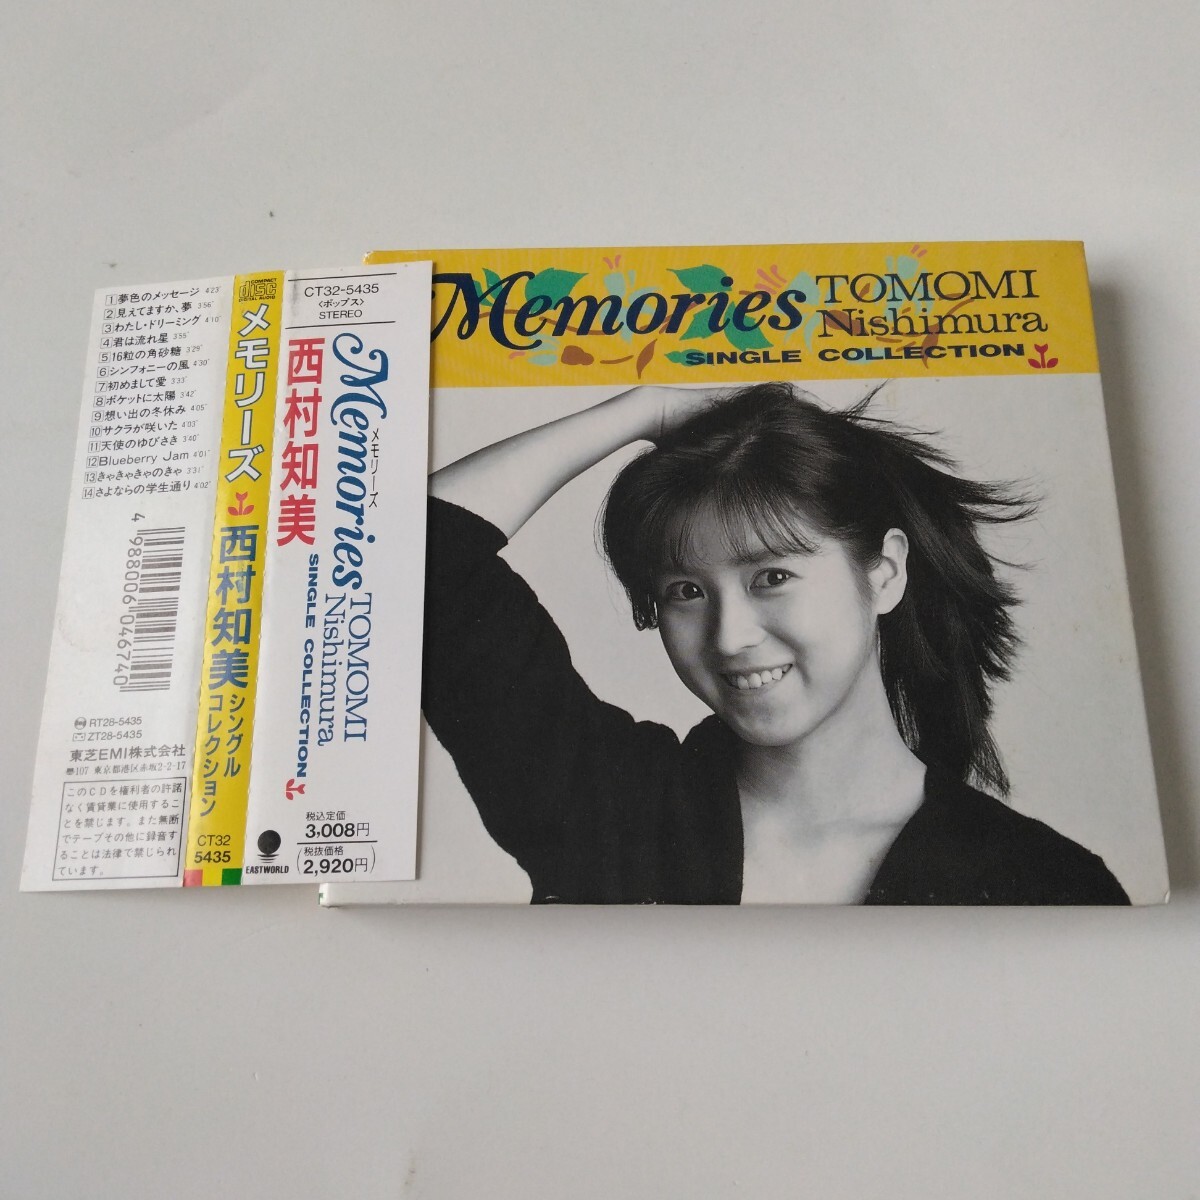 1 夢色のメッセージ 4'23"
2 見えてますか、夢 3'56"
3 わたし・ドリーミング 4'10"
4 君は流れ星 3'55"
5 16粒の角砂糖 3'29"
6 シンフォニーの風 4'30"
7 初めまして愛 3'33"
8 ポケットに太陽 3'42"
9 想い出の冬休み 4'05"
10 サクラが咲いた 4'03"
11 天使のゆびさき 3'40"
12 Blueberry Jam 4'01"
13 きゃきゃきゃのきゃ 3'31"
14 さよならの学生通り 4'02"
4 988006 046740
RT28-5435
ZT28-5435
東芝EMI株式会社
〠107 東京都港区赤坂2-2-17
このCDを権利者の許諾
なく賃貸業に使用するこ
とを禁じます。また無断
でテープその他に録音す
ることは法律で禁じられ
ています。
COMPACT
disc
DIGITAL AUDIO
メモリーズ
西村知美
シングル
コレクション
CT32
5435
CT32-5435
〈ポップス〉
STEREO
Memories
メモリーズ
TOMOMI
Nishimura
西村知美
SINGLE COLLECTION
EASTWORLD
税込定価
3,008円
(税抜価格
2,920円)
Memories
TOMOMI
Nishimura
SINGLE COLLECTION